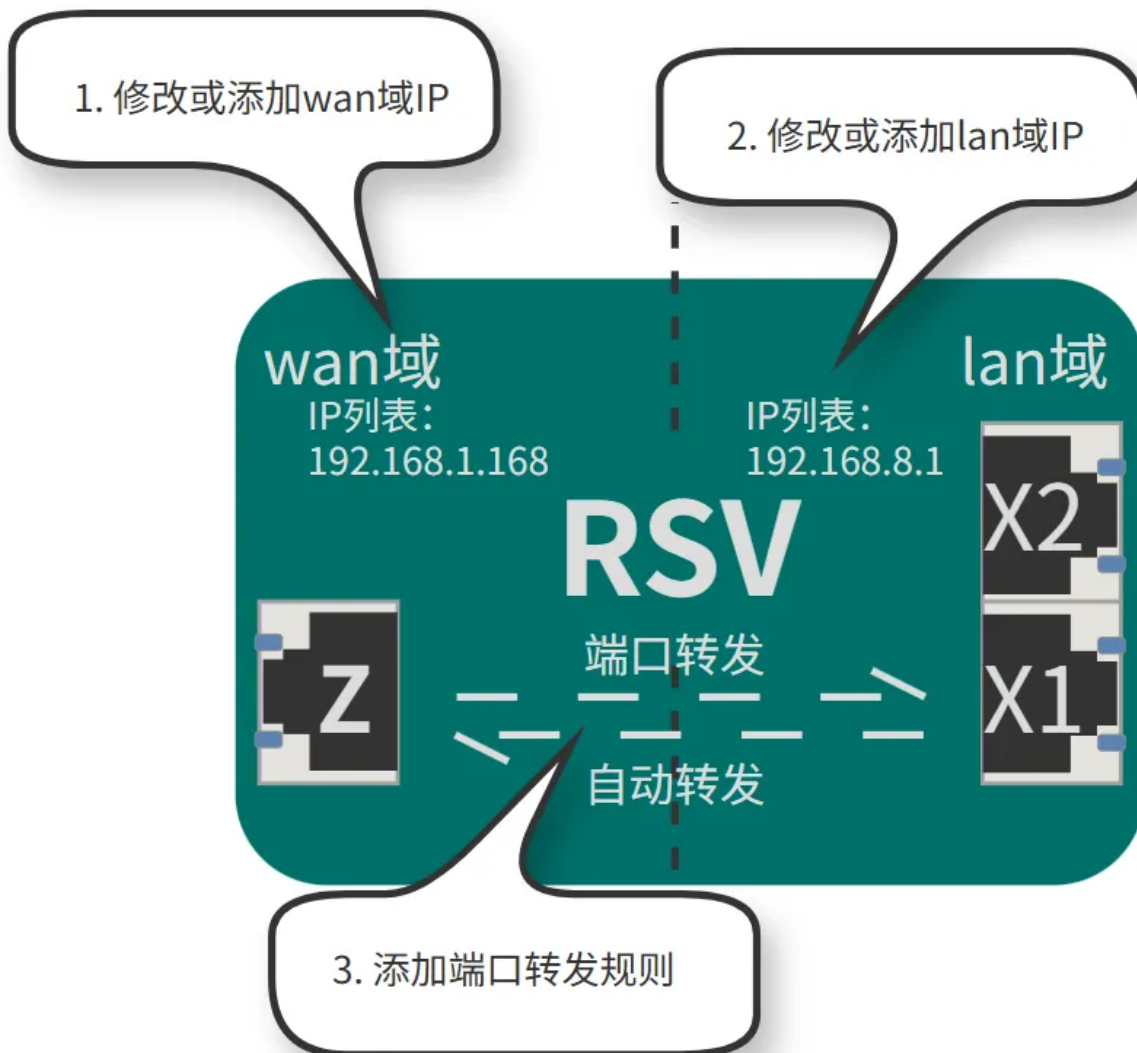 1. 修改或添加wan域IP
2. 修改或添加lan域IP
wan域
IP列表：
192.168.1.168
lan域
IP列表：
192.168.8.1
X2
RSV
端口转发
Z
X1
自动转发
3. 添加端口转发规则